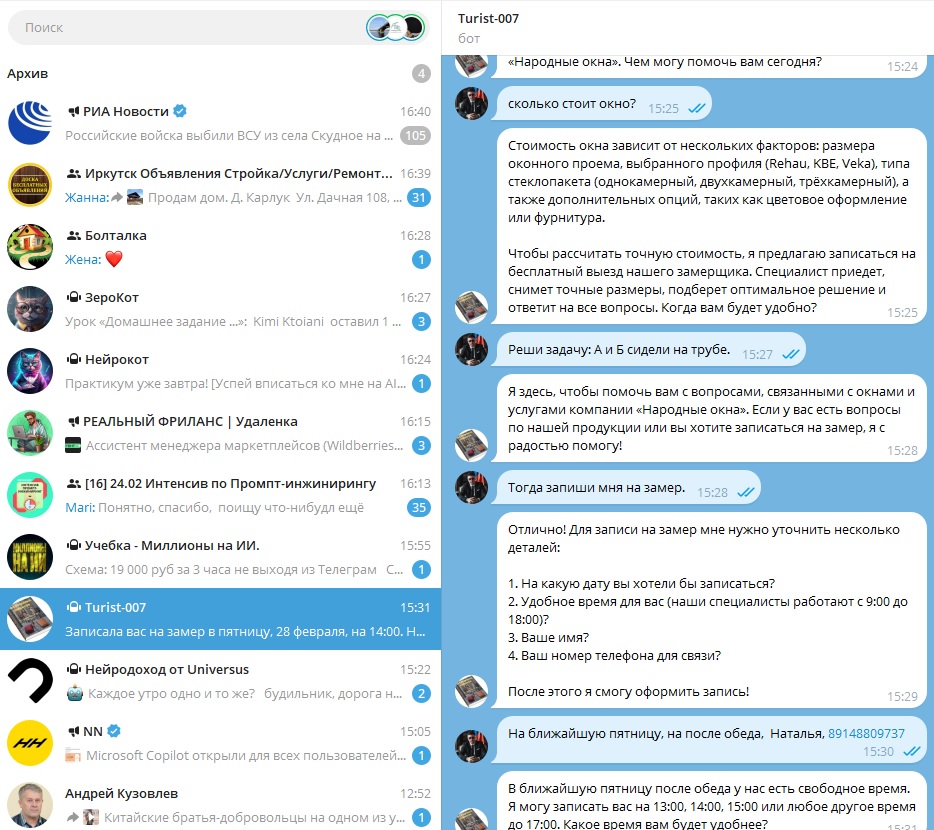 Поиск
Архив
4
РИА Новости
16:40
Российские войска выбили ВСУ из села Скудное на ...
105
ДОСКА
БЕСПЛАТНЫХ
ОБЪЯВЛЕНИЙ
Иркутск Объявления Стройка/Услуги/Ремонт...
16:39
Жанна: Продам дом. Д. Карлук Ул. Дачная 108, ...
31
Болталка
16:28
Жена: ❤️
1
ЗероКот
16:27
Урок «Домашнее задание ...»: Kimi Ktoiani оставил 1 ...
3
Нейрокот
16:24
Практикум уже завтра! [Успей вписаться ко мне на AI...
1
РЕАЛЬНЫЙ ФРИЛАНС | Удаленка
16:15
Ассистент менеджера маркетплейсов (Wildberries...
3
[16] 24.02 Интенсив по Промпт-инжинирингу
16:13
Mari: Понятно, спасибо, поищу что-нибудл ещё
35
Учебка - Миллионы на ИИ.
15:55
Схема: 19 000 руб за 3 часа не выходя из Телеграм С...
1
Turist-007
15:31
Записала вас на замер в пятницу, 28 февраля, на 14:00. Н...
Нейродоход от Universus
15:22
🤖 Каждое утро одно и то же? будильник, дорога н...
2
НН
NN
15:05
Microsoft Copilot открыли для всех пользователей...
1
Андрей Кузовлев
12:52
Китайские братья-добровольцы на одном из у...
1
Turist-007
бот
«Народные окна». Чем могу помочь вам сегодня?
15:24
сколько стоит окно?
15:25
Стоимость окна зависит от нескольких факторов: размера
оконного проема, выбранного профиля (Rehau, KBE, Veka), типа
стеклопакета (однокамерный, двухкамерный, трёхкамерный), а
также дополнительных опций, таких как цветовое оформление
или фурнитура.
Чтобы рассчитать точную стоимость, я предлагаю записаться на
бесплатный выезд нашего замерщика. Специалист приедет,
снимет точные размеры, подберет оптимальное решение и
ответит на все вопросы. Когда вам будет удобно?
15:25
Реши задачу: А и Б сидели на трубе.
15:27
Я здесь, чтобы помочь вам с вопросами, связанными с окнами и
услугами компании «Народные окна». Если у вас есть вопросы
по нашей продукции или вы хотите записаться на замер, я с
радостью помогу!
15:28
Тогда запиши мня на замер.
15:28
Отлично! Для записи на замер мне нужно уточнить несколько
деталей:
1. На какую дату вы хотели бы записаться?
2. Удобное время для вас (наши специалисты работают с 9:00 до
18:00)?
3. Ваше имя?
4. Ваш номер телефона для связи?
После этого я смогу оформить запись!
15:29
На ближайшую пятницу, на после обеда, Наталья, 89148809737
15:30
В ближайшую пятницу после обеда у нас есть свободное время.
Я могу записать вас на 13:00, 14:00, 15:00 или любое другое время
до 17:00. Какое время вам будет удобнее?
15:31